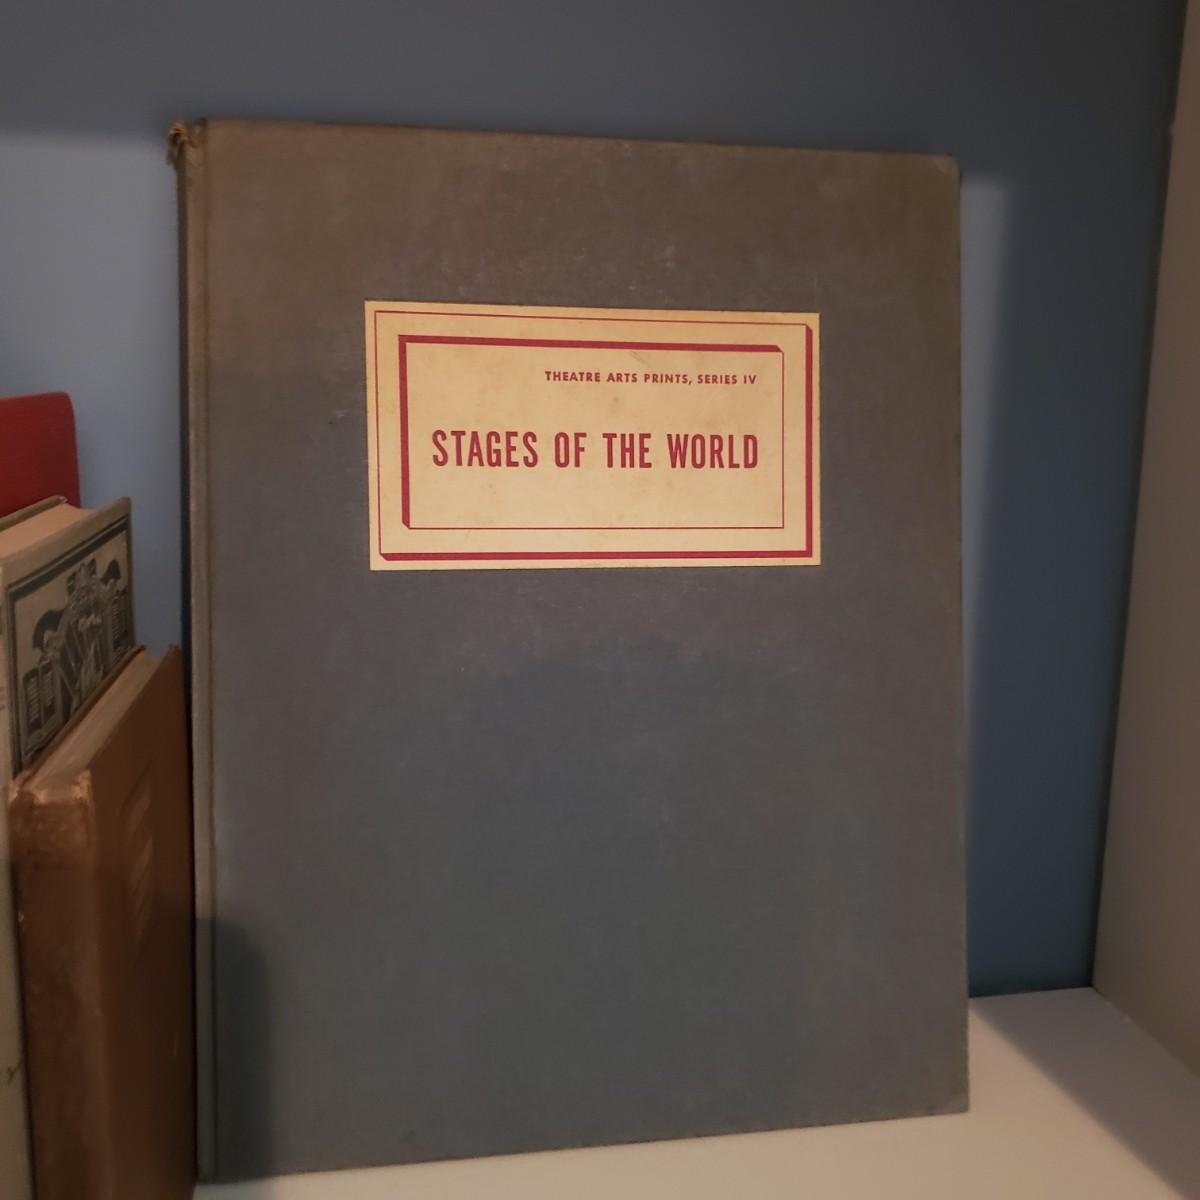 THEATRE ARTS PRINTS, SERIES IV
STAGES OF THE WORLD